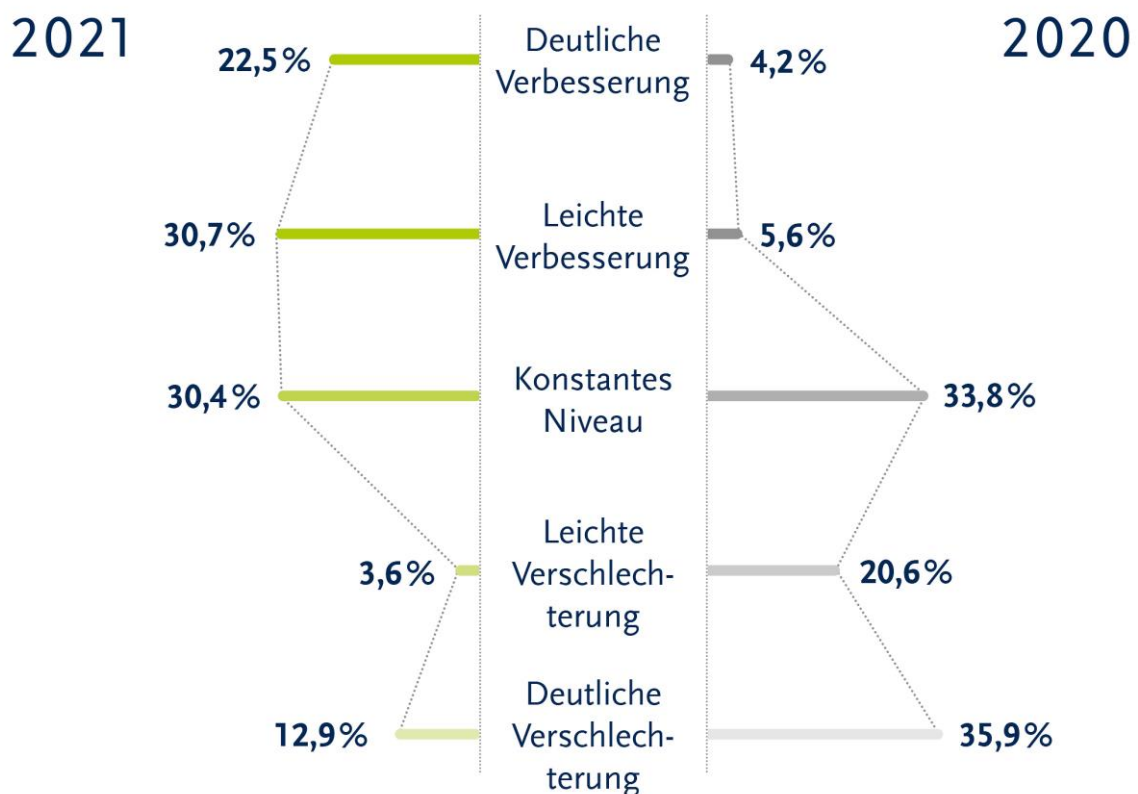 2021
2020
22,5%
Deutliche
Verbesserung
4,2%
30,7%
Leichte
Verbesserung
5,6%
30,4%
Konstantes
Niveau
33,8%
3,6%
Leichte
Verschlech-
terung
20,6%
12,9%
Deutliche
Verschlech-
terung
35,9%